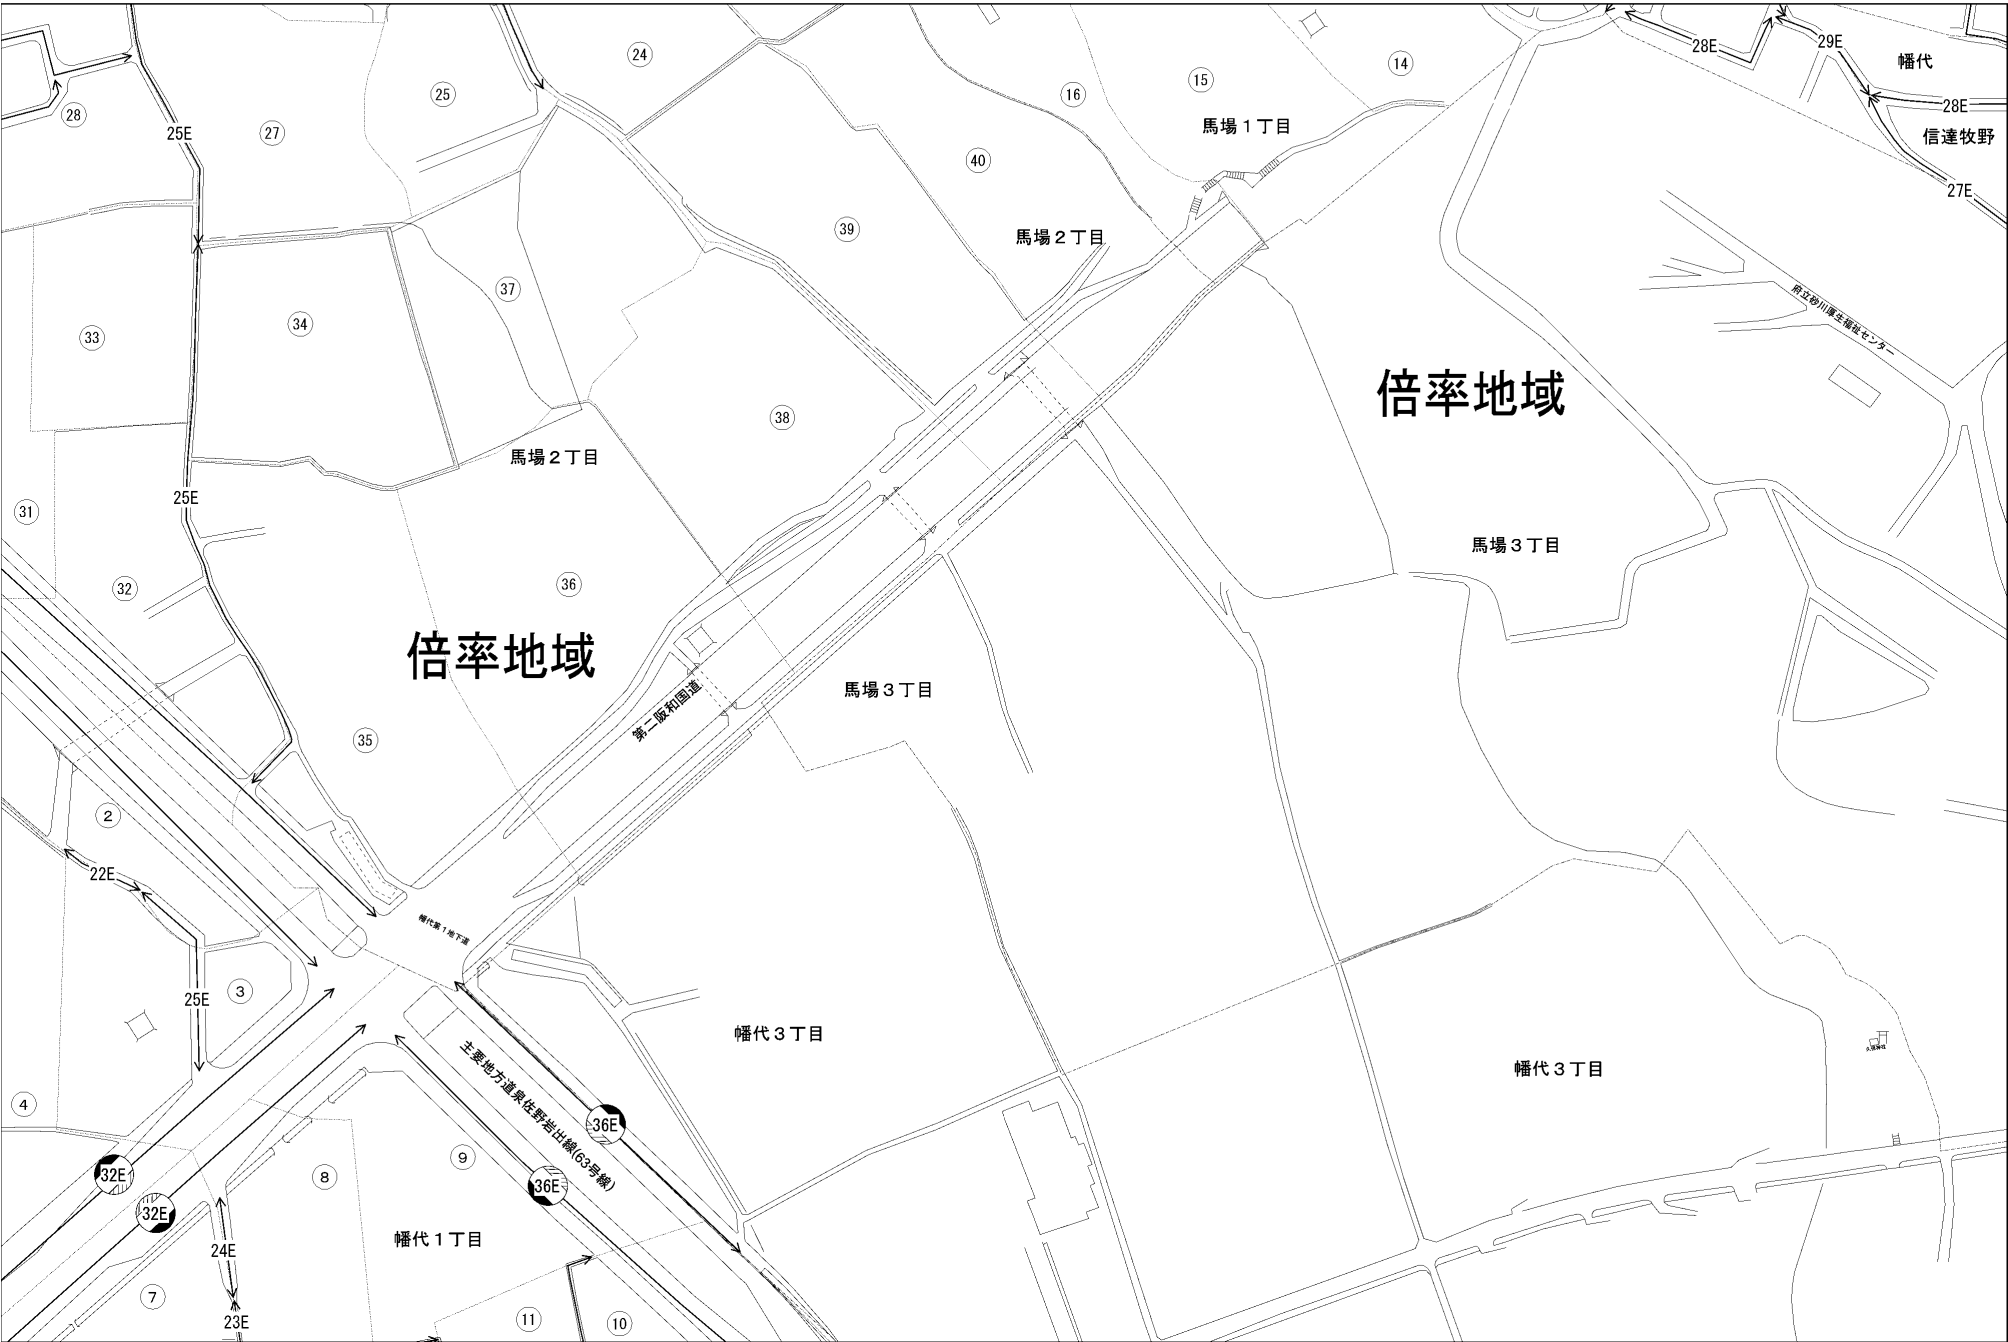 24
28E
29E
幡代
14
15
16
25
28
28E
馬場１丁目
27
25E
信達牧野
40
27E
39
馬場２丁目
37
府立砂川厚生福祉センター
34
33
倍率地域
38
馬場２丁目
25E
31
馬場３丁目
36
32
倍率地域
馬場３丁目
第二阪和国道
35
2
22E
幡代第１地下道
3
25E
幡代３丁目
主要地方道泉佐野岩出線(63号線)
幡代３丁目
4
36E
9
32E
8
36E
32E
幡代１丁目
24E
7
11
23E
10